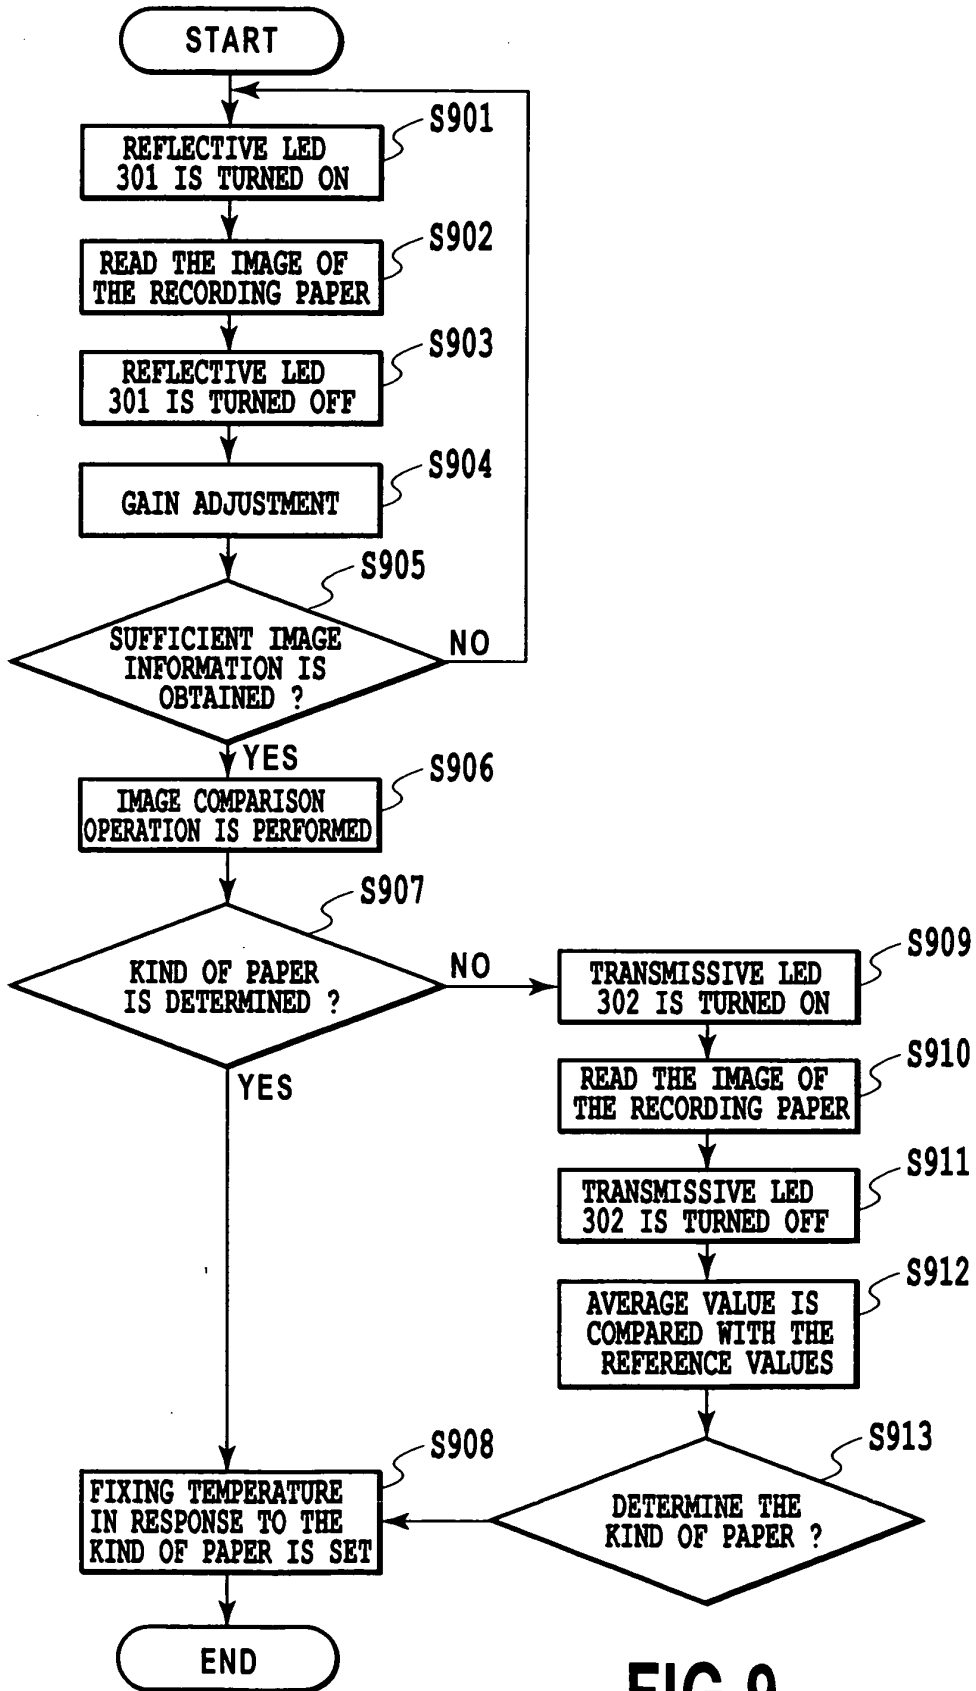 START
S901
REFLECTIVE LED
301 IS TURNED ON
S902
READ THE IMAGE OF
THE RECORDING PAPER
S903
REFLECTIVE LED
301 IS TURNED OFF
S904
GAIN ADJUSTMENT
S905
SUFFICIENT IMAGE
INFORMATION IS
OBTAINED ?
NO
YES
S906
IMAGE COMPARISON
OPERATION IS PERFORMED
S907
KIND OF PAPER
IS DETERMINED ?
NO
YES
S909
TRANSMISSIVE LED
302 IS TURNED ON
S910
READ THE IMAGE OF
THE RECORDING PAPER
S911
TRANSMISSIVE LED
302 IS TURNED OFF
S912
AVERAGE VALUE IS
COMPARED WITH THE
REFERENCE VALUES
S913
DETERMINE THE
KIND OF PAPER ?
S908
FIXING TEMPERATURE
IN RESPONSE TO THE
KIND OF PAPER IS SET
END
FIG.9